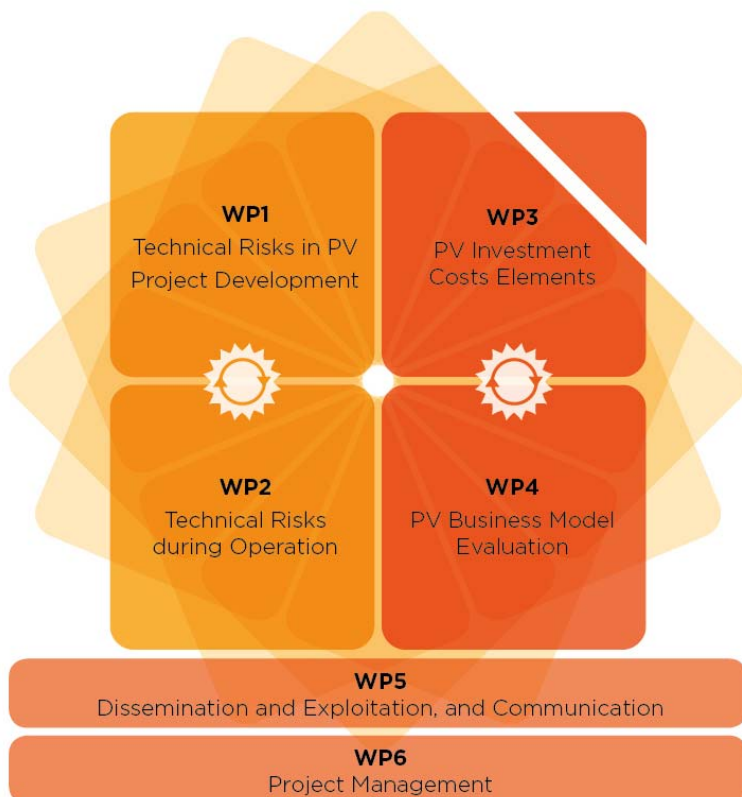 WP1
Technical Risks in PV
Project Development
WP3
PV Investment
Costs Elements
WP2
Technical Risks
during Operation
WP4
PV Business Model
Evaluation
WP5
Dissemination and Exploitation, and Communication
WP6
Project Management